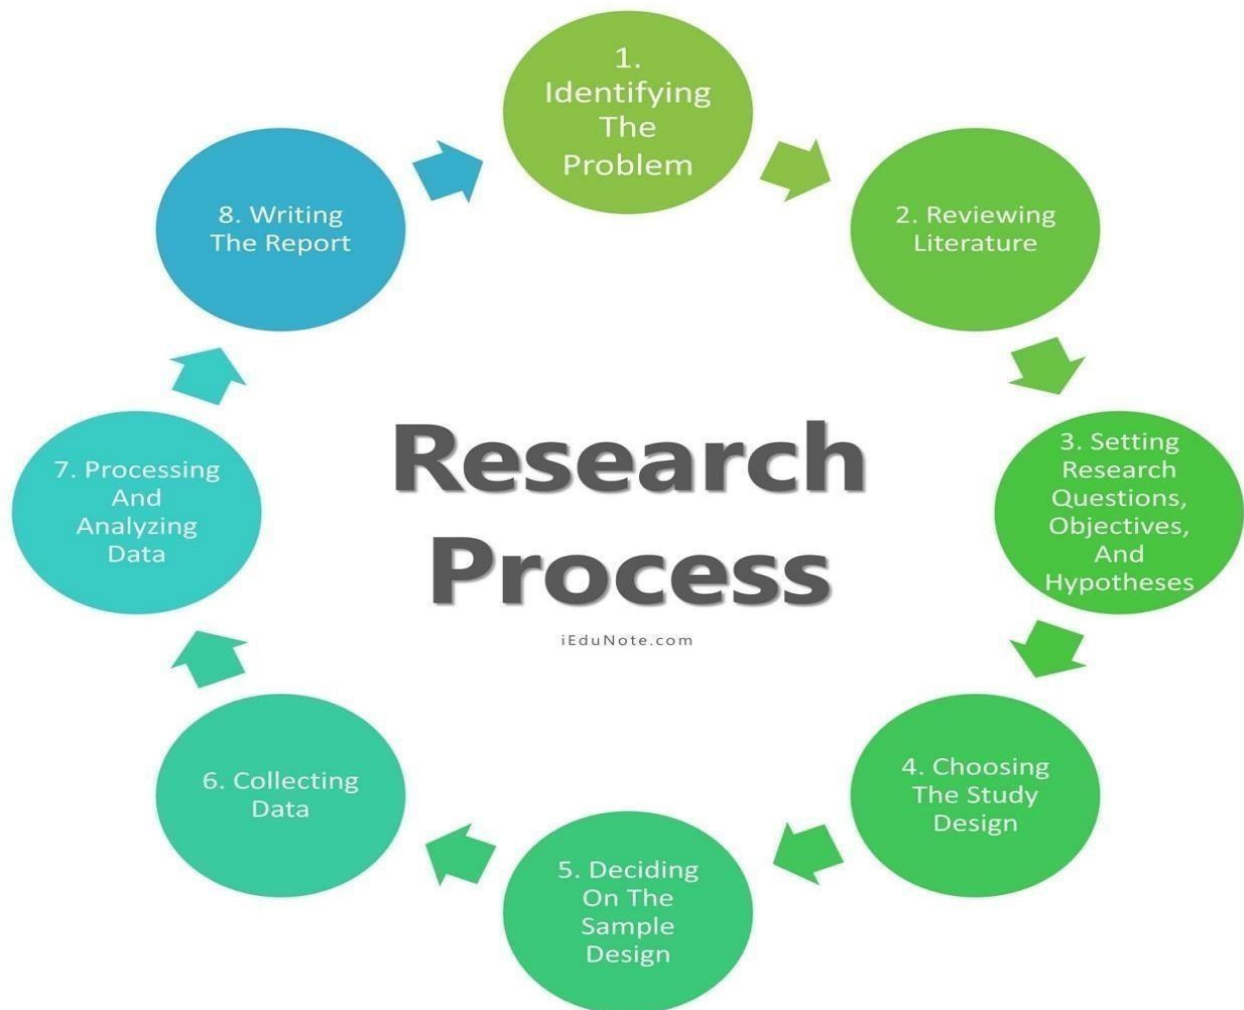 1.
Identifying
The
Problem
2. Reviewing
Literature
3. Setting
Research
Questions,
Objectives,
And
Hypotheses
4. Choosing
The Study
Design
5. Deciding
On The
Sample
Design
6. Collecting
Data
7. Processing
And
Analyzing
Data
8. Writing
The Report
Research
Process
iEduNote.com